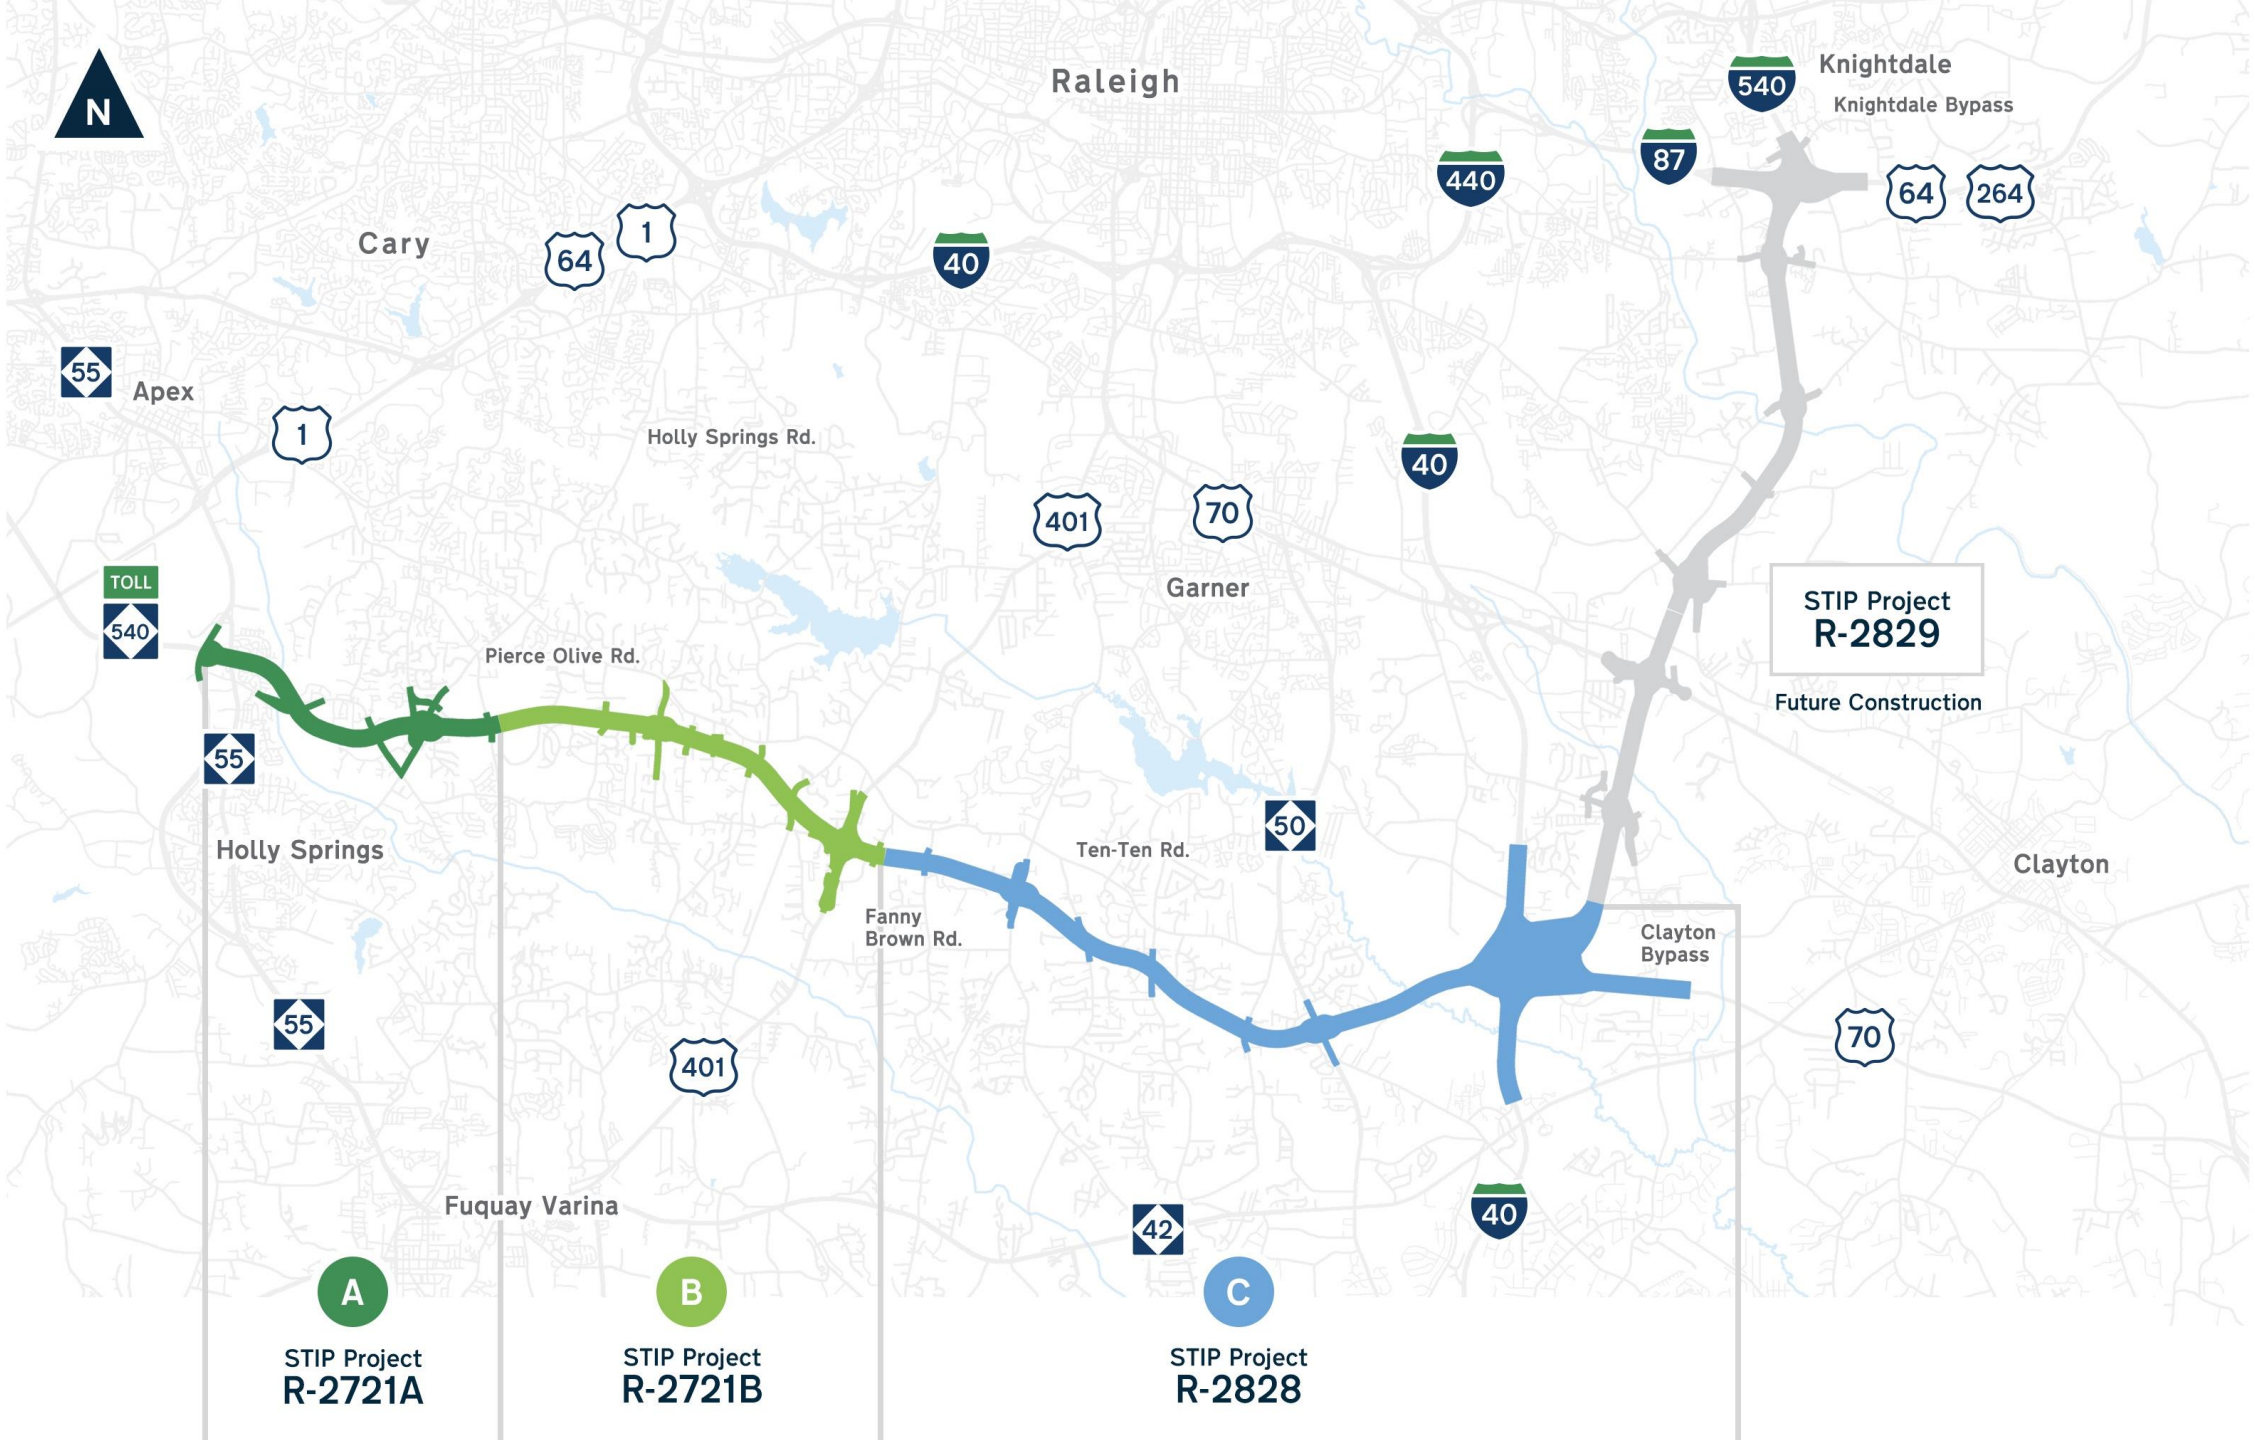 N
Raleigh
540
Knightdale
Knightdale Bypass
87
440
64
264
Cary
64
1
40
55
Apex
1
Holly Springs Rd.
40
401
70
Garner
TOLL
540
STIP Project
R-2829
Future Construction
Pierce Olive Rd.
55
Holly Springs
50
Ten-Ten Rd.
Clayton
Fanny
Brown Rd.
Clayton
Bypass
55
401
70
Fuquay Varina
42
40
A
STIP Project
R-2721A
B
STIP Project
R-2721B
C
STIP Project
R-2828